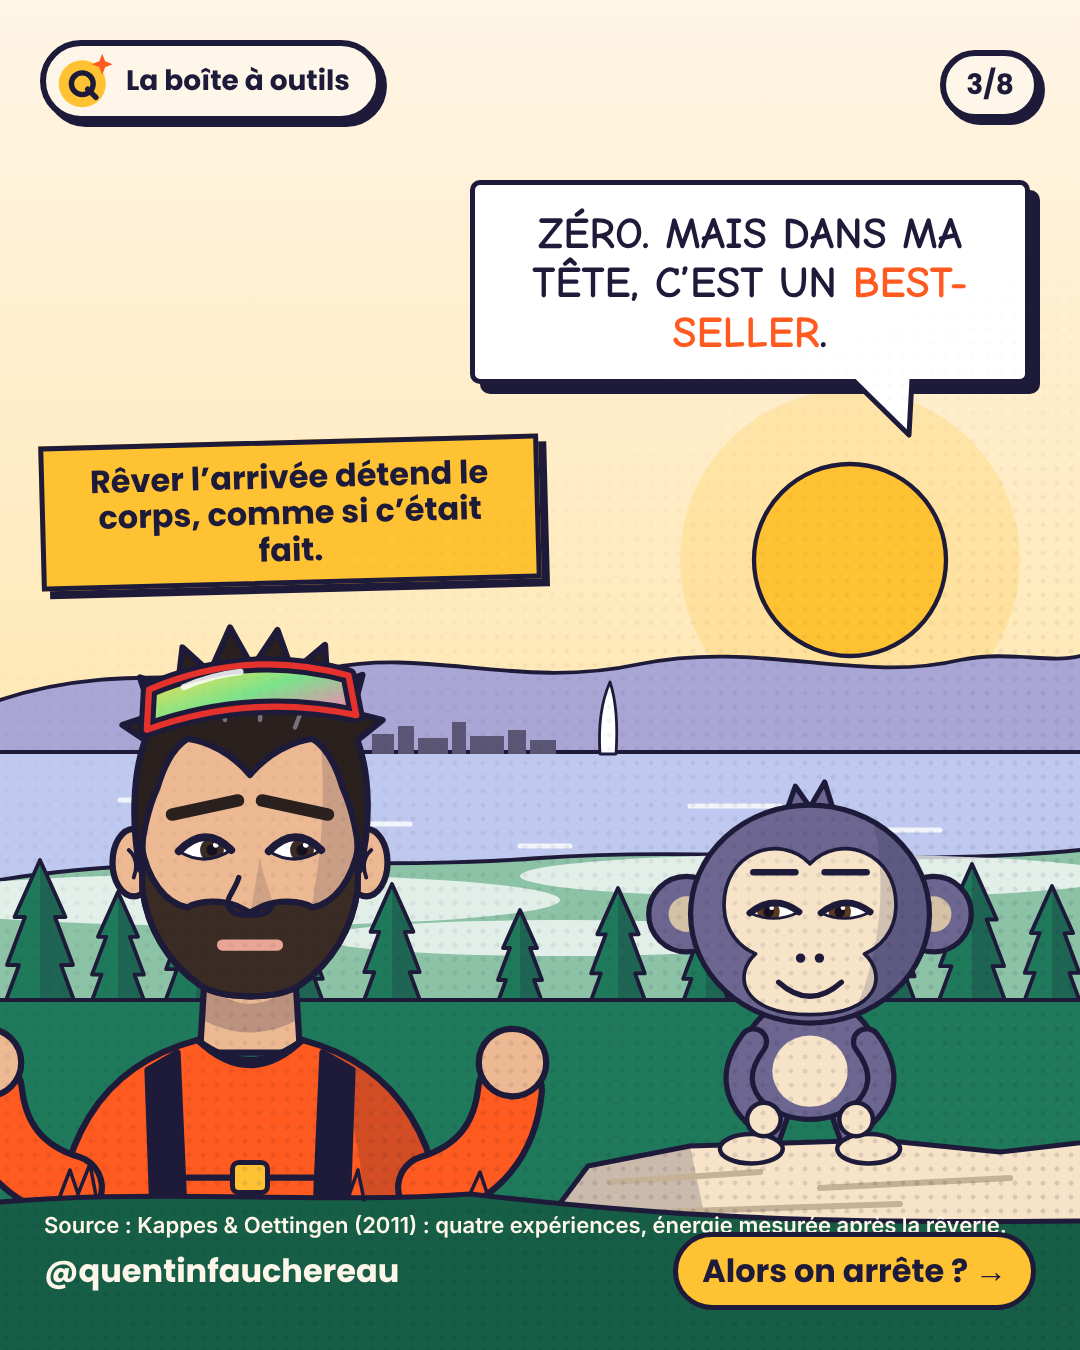 La boîte à outils
3/8
ZÉRO. MAIS DANS MA
TÊTE, C'EST UN BEST-
SELLER.
Rêver l'arrivée détend le
corps, comme si c'était
fait.
Source : Kappes & Oettingen (2011) : quatre expériences, énergie mesurée après la rêverie.
@quentinfauchereau
Alors on arrête ? →